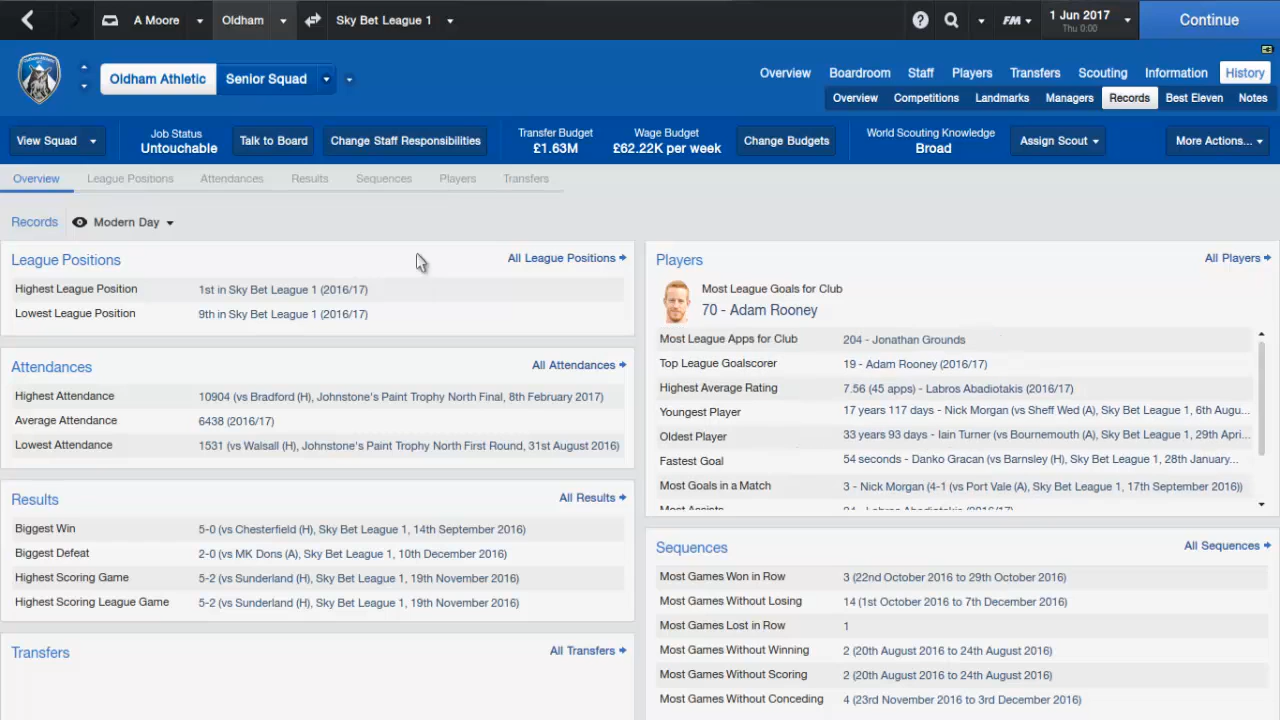 A Moore
Oldham
Sky Bet League 1
FM
1 Jun 2017
Thu 0:00
Continue
Oldham Athletic
Senior Squad
Overview Boardroom Staff Players Transfers Scouting Information History
Overview Competitions Landmarks Managers Records Best Eleven Notes
View Squad
Job Status
Untouchable
Talk to Board
Change Staff Responsibilities
Transfer Budget
£1.63M
Wage Budget
£62.22K per week
Change Budgets
World Scouting Knowledge
Broad
Assign Scout
More Actions...
Overview League Positions Attendances Results Sequences Players Transfers
Records Modern Day
League Positions All League Positions
Highest League Position 1st in Sky Bet League 1 (2016/17)
Lowest League Position 9th in Sky Bet League 1 (2016/17)
Attendances All Attendances
Highest Attendance 10904 (vs Bradford (H), Johnstone's Paint Trophy North Final, 8th February 2017)
Average Attendance 6438 (2016/17)
Lowest Attendance 1531 (vs Walsall (H), Johnstone's Paint Trophy North First Round, 31st August 2016)
Results All Results
Biggest Win 5-0 (vs Chesterfield (H), Sky Bet League 1, 14th September 2016)
Biggest Defeat 2-0 (vs MK Dons (A), Sky Bet League 1, 10th December 2016)
Highest Scoring Game 5-2 (vs Sunderland (H), Sky Bet League 1, 19th November 2016)
Highest Scoring League Game 5-2 (vs Sunderland (H), Sky Bet League 1, 19th November 2016)
Transfers All Transfers
Players All Players
Most League Goals for Club
70 - Adam Rooney
Most League Apps for Club 204 - Jonathan Grounds
Top League Goalscorer 19 - Adam Rooney (2016/17)
Highest Average Rating 7.56 (45 apps) - Labros Abadiotakis (2016/17)
Youngest Player 17 years 117 days - Nick Morgan (vs Sheff Wed (A), Sky Bet League 1, 6th Augu...
Oldest Player 33 years 93 days - Iain Turner (vs Bournemouth (A), Sky Bet League 1, 29th Apri...
Fastest Goal 54 seconds - Danko Gracan (vs Barnsley (H), Sky Bet League 1, 28th January...
Most Goals in a Match 3 - Nick Morgan (4-1 (vs Port Vale (A), Sky Bet League 1, 17th September 2016))
Most Assists Labros Abadiotakis (2016/17)
Sequences All Sequences
Most Games Won in Row 3 (22nd October 2016 to 29th October 2016)
Most Games Without Losing 14 (1st October 2016 to 7th December 2016)
Most Games Lost in Row 1
Most Games Without Winning 2 (20th August 2016 to 24th August 2016)
Most Games Without Scoring 2 (20th August 2016 to 24th August 2016)
Most Games Without Conceding 4 (23rd November 2016 to 3rd December 2016)